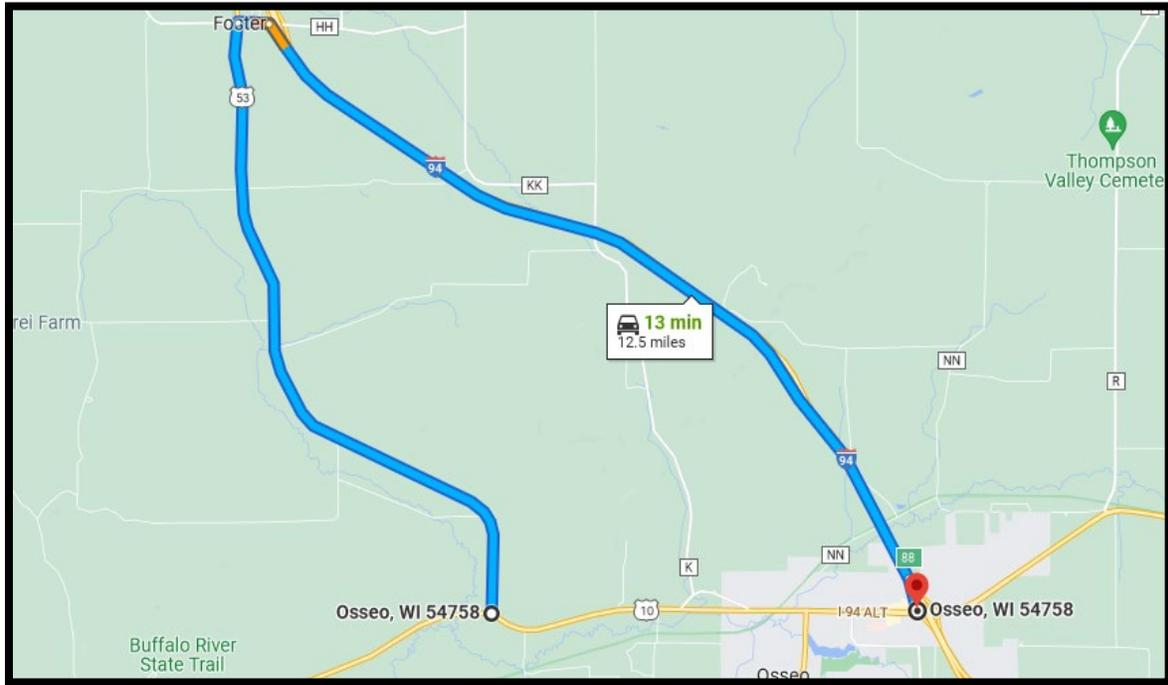 Foster
HH
53
94
Thompson
Valley Cemete
KK
rei Farm
13 min
12.5 miles
NN
R
94
NN
88
K
Osseo, WI 54758
10
I-94 ALT
Osseo, WI 54758
Buffalo River
State Trail
Osseo